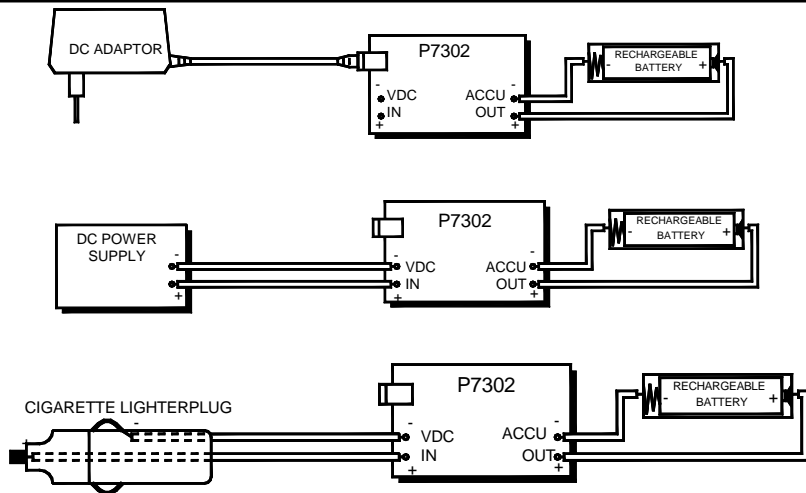 DC ADAPTOR
P7302
- VDC
IN
+
ACCU -
OUT
+
RECHARGEABLE
- BATTERY +
DC POWER
SUPPLY
-
+
P7302
-
VDC
IN
+
-
ACCU
OUT
+
RECHARGEABLE
- BATTERY +
CIGARETTE LIGHTERPLUG
-
+
P7302
-
VDC
IN
+
-
ACCU
OUT
+
RECHARGEABLE
- BATTERY +